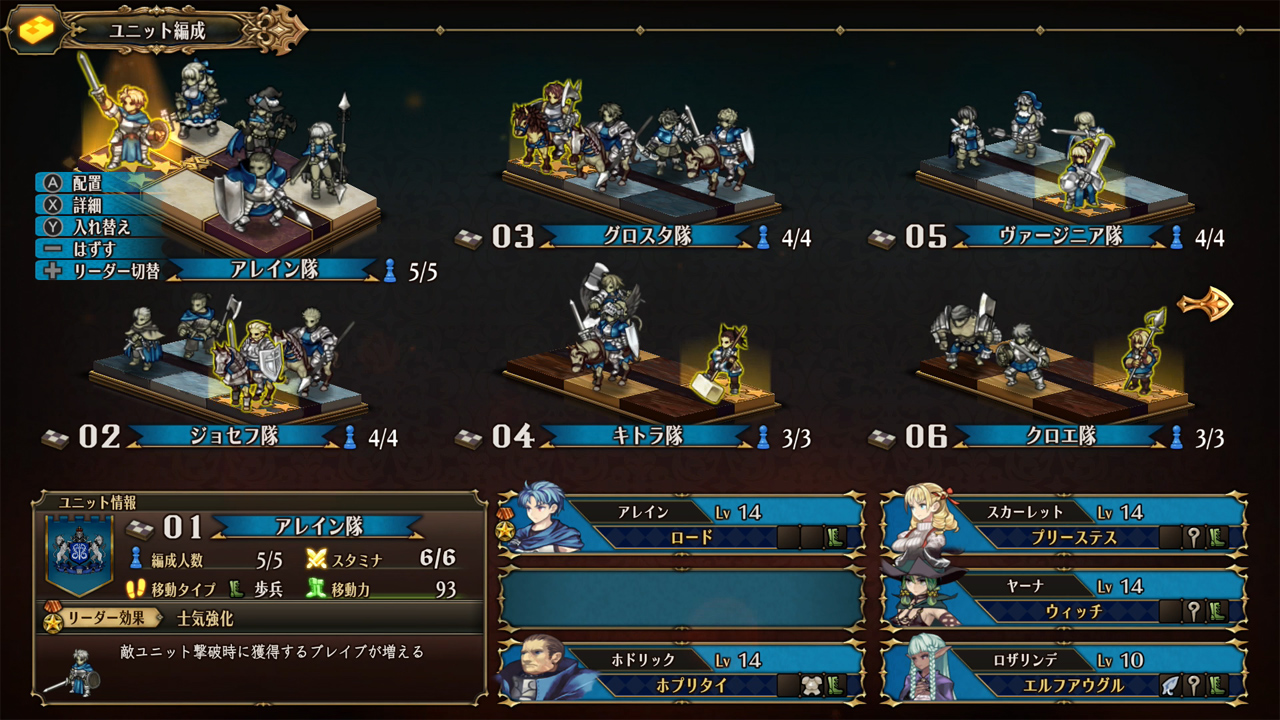 ユニット編成
A 配置
X 詳細
Y 入れ替え
はずす
リーダー切替
アレイン隊 5/5
03 グロスタ隊 4/4
05 ヴァージニア隊 4/4
02 ジョセフ隊 4/4
04 キトラ隊 3/3
06 クロエ隊 3/3
ユニット情報
01 アレイン隊
編成人数 5/5 スタミナ 6/6
移動タイプ 歩兵 移動力 93
リーダー効果 士気強化
敵ユニット撃破時に獲得するブレイブが増える
アレイン Lv 14
ロード
ホドリック Lv 14
ホプリタイ
スカーレット Lv 14
プリーステス
ヤーナ Lv 14
ウィッチ
ロザリンデ Lv 10
エルフアウグル